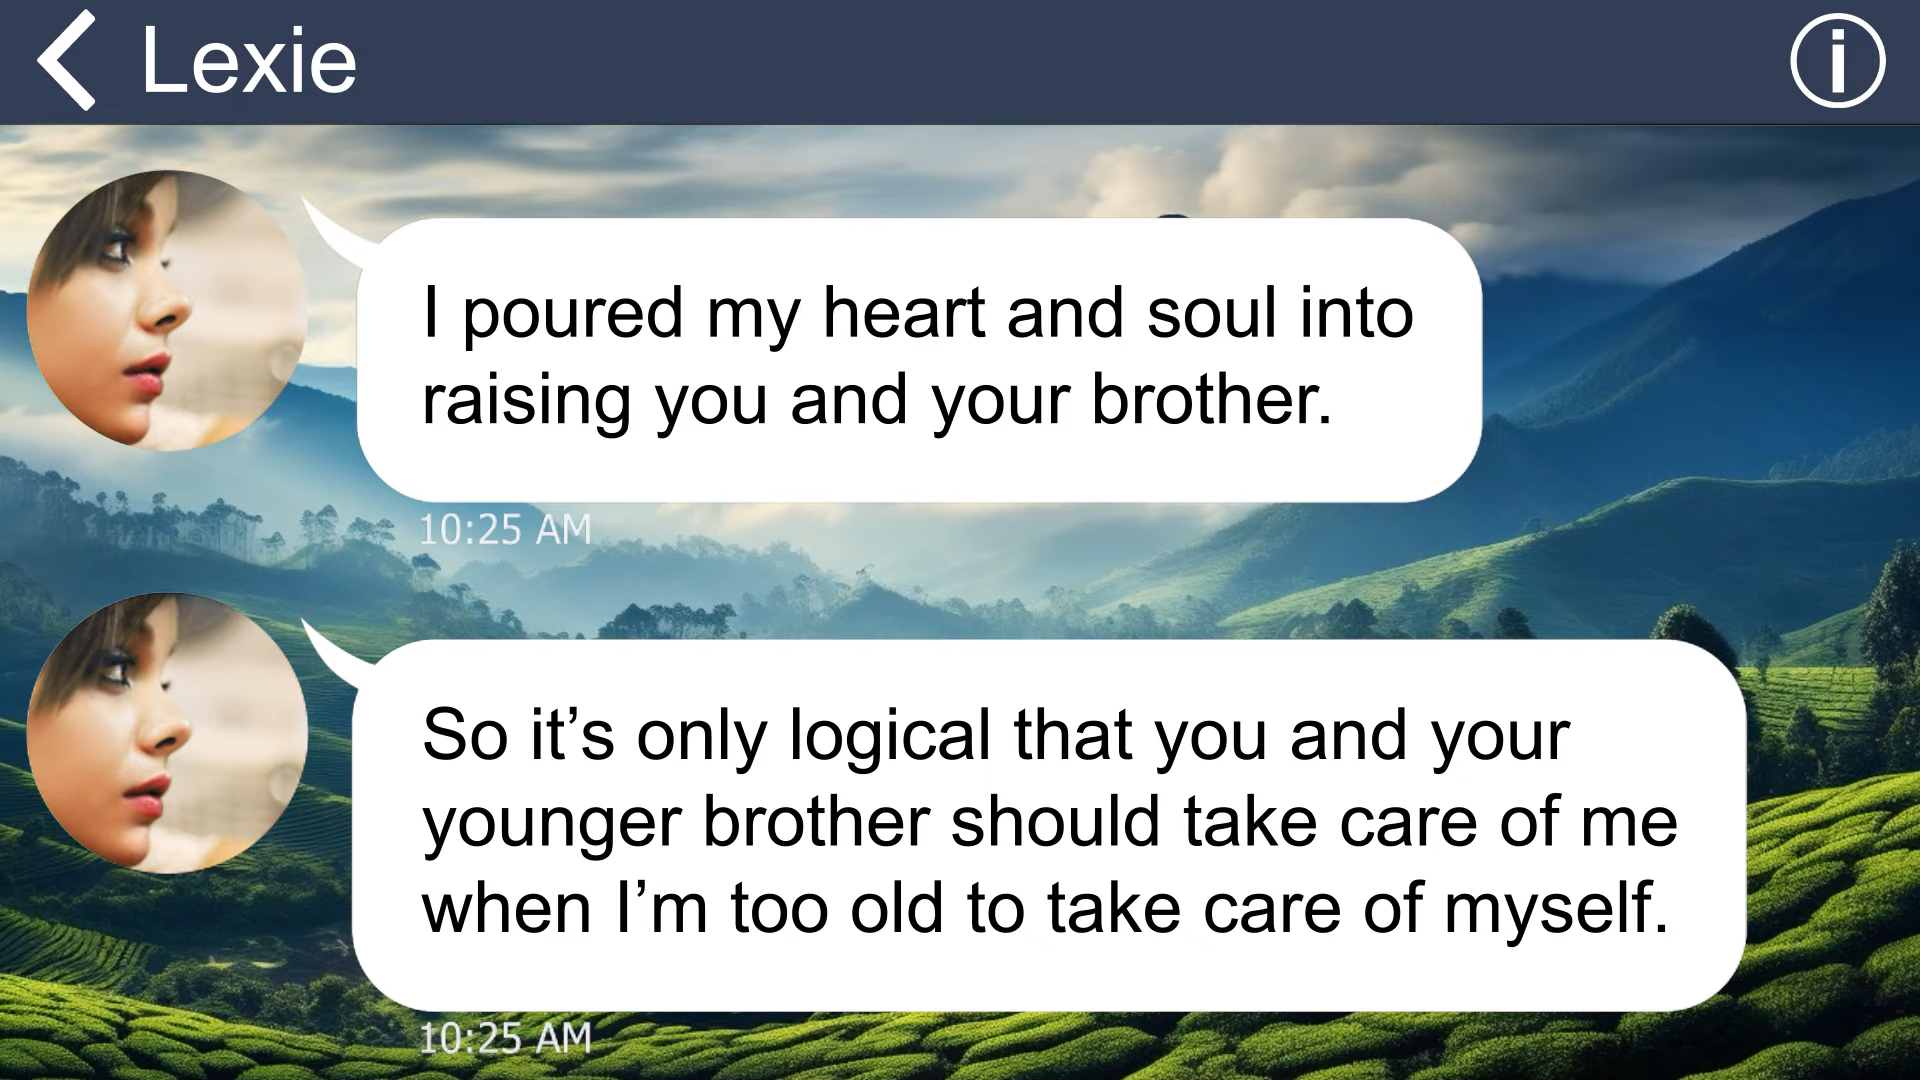 Lexie
I poured my heart and soul into
raising you and your brother.
10:25 AM
So it’s only logical that you and your
younger brother should take care of me
when I’m too old to take care of myself.
10:25 AM